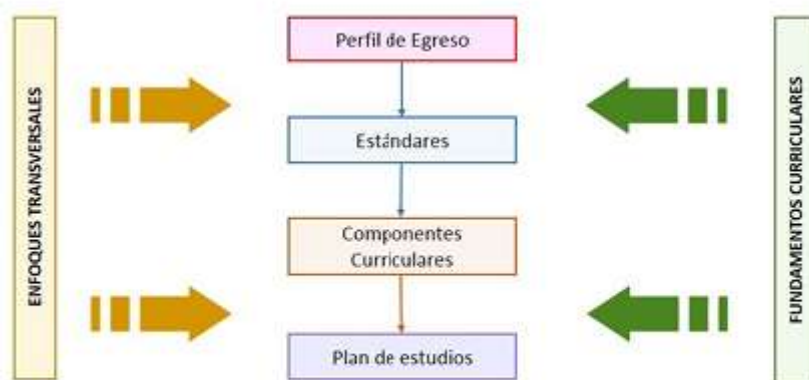 ENFOQUES TRANSVERSALES
Perfil de Egreso
Estándares
Componentes
Curriculares
Plan de estudios
FUNDAMENTOS CURRICULARES